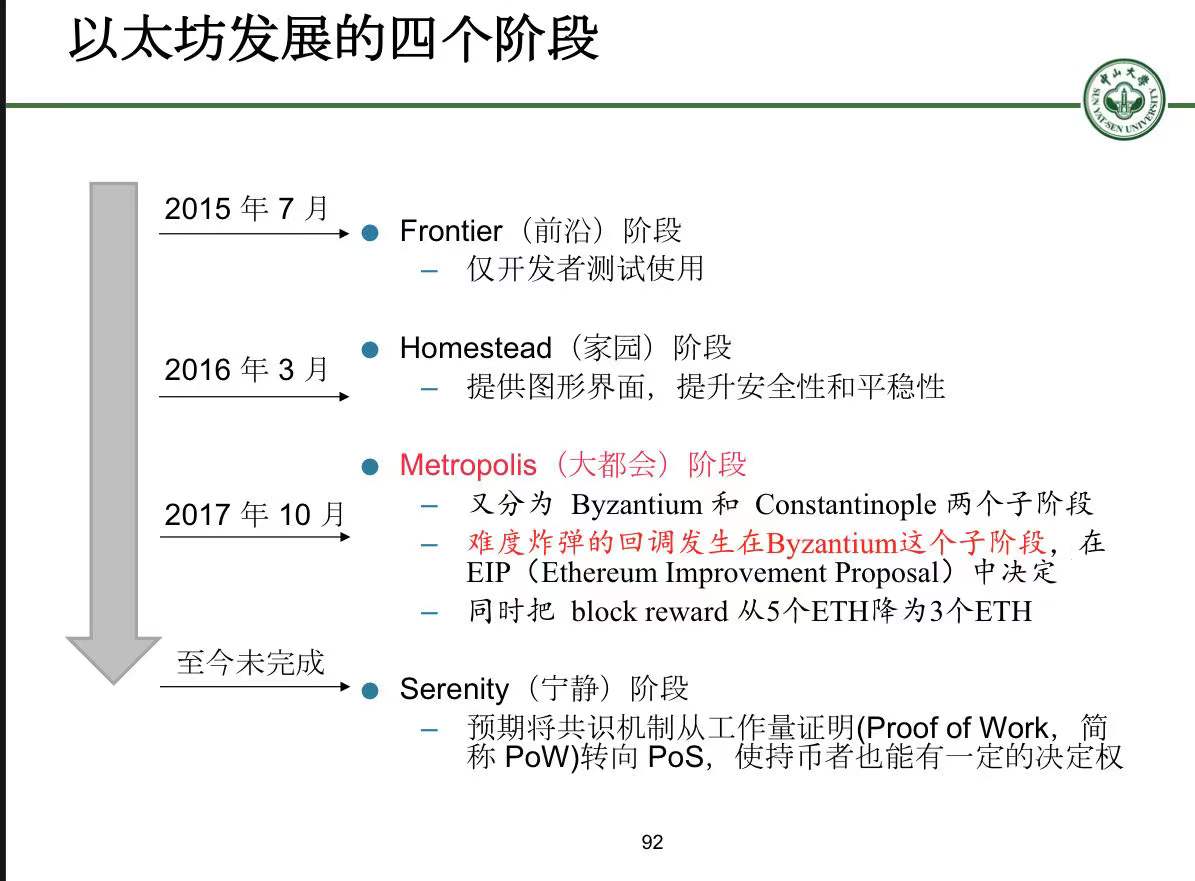 以太坊发展的四个阶段
中山大学
SUN YAT-SEN UNIVERSITY
2015 年 7 月
● Frontier（前沿）阶段
– 仅开发者测试使用
2016 年 3 月
● Homestead（家园）阶段
– 提供图形界面，提升安全性和平稳性
2017 年 10 月
● Metropolis（大都会）阶段
– 又分为 Byzantium 和 Constantinople 两个子阶段
– 难度炸弹的回调发生在Byzantium这个子阶段，在
EIP（Ethereum Improvement Proposal）中决定
– 同时把 block reward 从5个ETH降为3个ETH
至今未完成
● Serenity（宁静）阶段
– 预期将共识机制从工作量证明(Proof of Work，简
称 PoW)转向 PoS，使持币者也能有一定的决定权
92